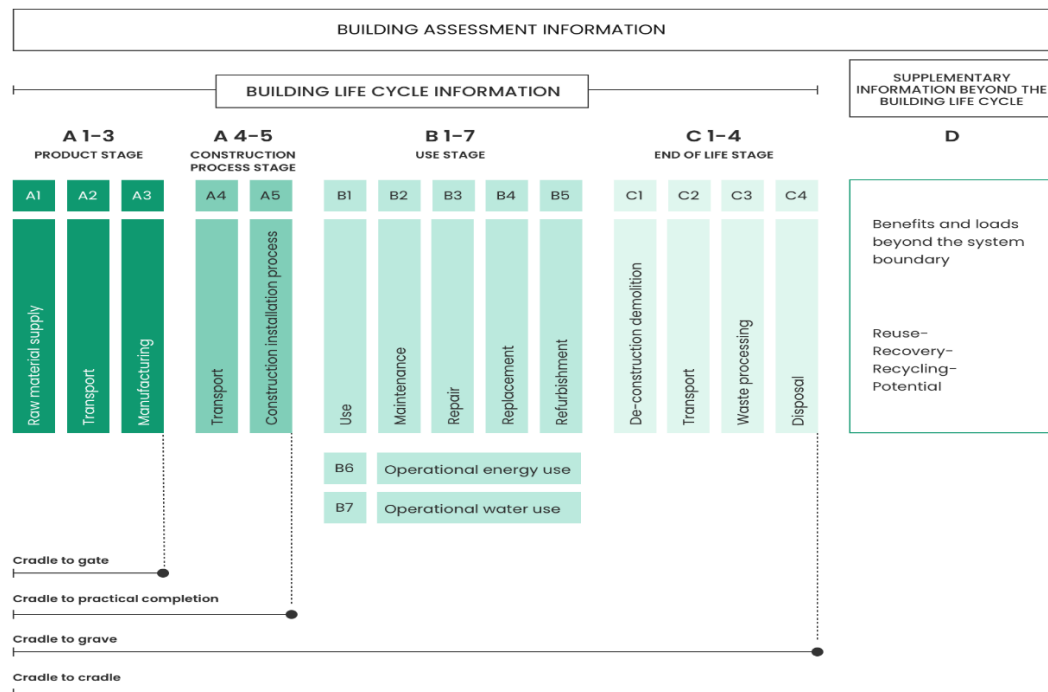 BUILDING ASSESSMENT INFORMATION
BUILDING LIFE CYCLE INFORMATION
SUPPLEMENTARY
INFORMATION BEYOND THE
BUILDING LIFE CYCLE
A 1-3
PRODUCT STAGE
A 4-5
CONSTRUCTION
PROCESS STAGE
B 1-7
USE STAGE
C 1-4
END OF LIFE STAGE
D
A1
A2
A3
A4
A5
B1
B2
B3
B4
B5
C1
C2
C3
C4
Raw material supply
Transport
Manufacturing
Transport
Construction installation process
Use
Maintenance
Repair
Replacement
Refurbishment
De-construction demolition
Transport
Waste processing
Disposal
Benefits and loads
beyond the system
boundary
Reuse-
Recovery-
Recycling-
Potential
B6
Operational energy use
B7
Operational water use
Cradle to gate
Cradle to practical completion
Cradle to grave
Cradle to cradle